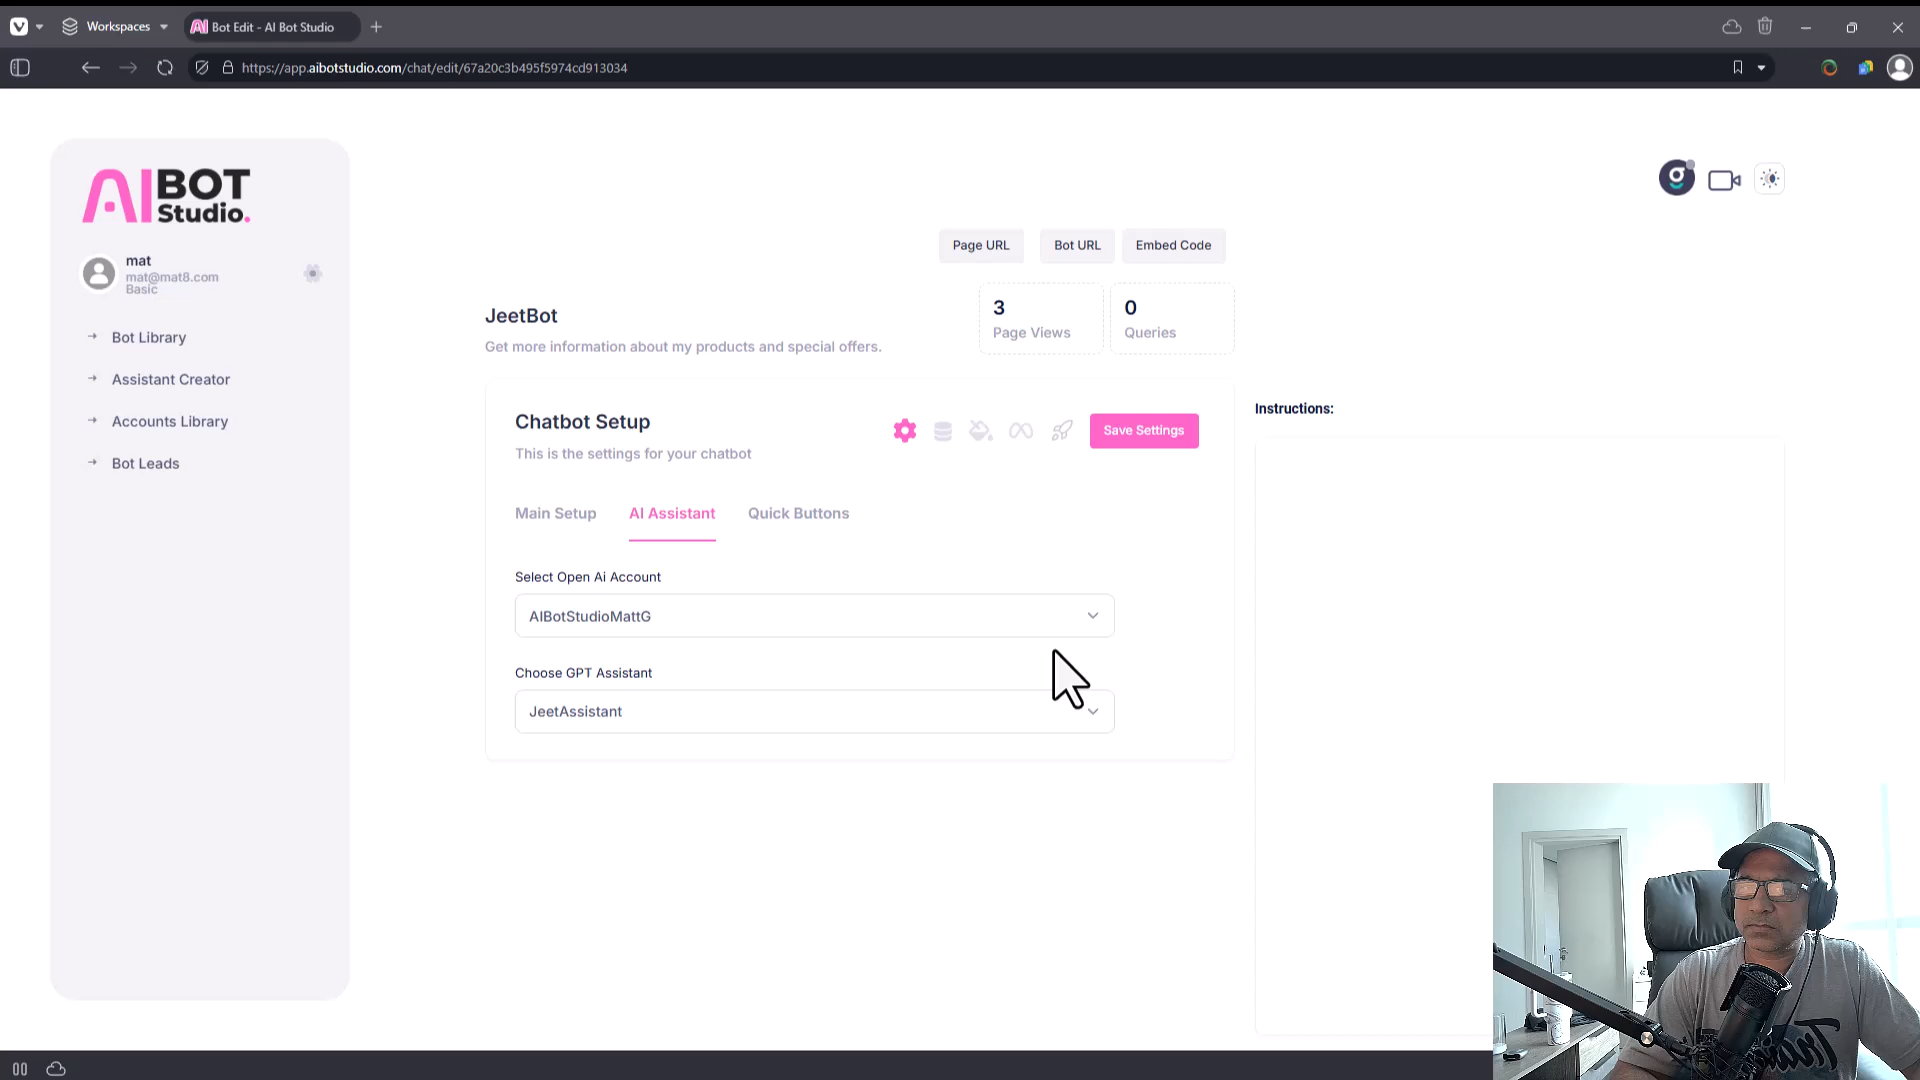 Workspaces
Bot Edit - AI Bot Studio
https://app.aibotstudio.com/chat/edit/67a20c3b495f5974cd913034
AIBOT
Studio.
mat
mat@mat8.com
Basic
Bot Library
Assistant Creator
Accounts Library
Bot Leads
Page URL
Bot URL
Embed Code
JeetBot
Get more information about my products and special offers.
3
Page Views
0
Queries
Chatbot Setup
This is the settings for your chatbot
Save Settings
Main Setup
AI Assistant
Quick Buttons
Select Open Ai Account
AIBotStudioMattG
Choose GPT Assistant
JeetAssistant
Instructions: